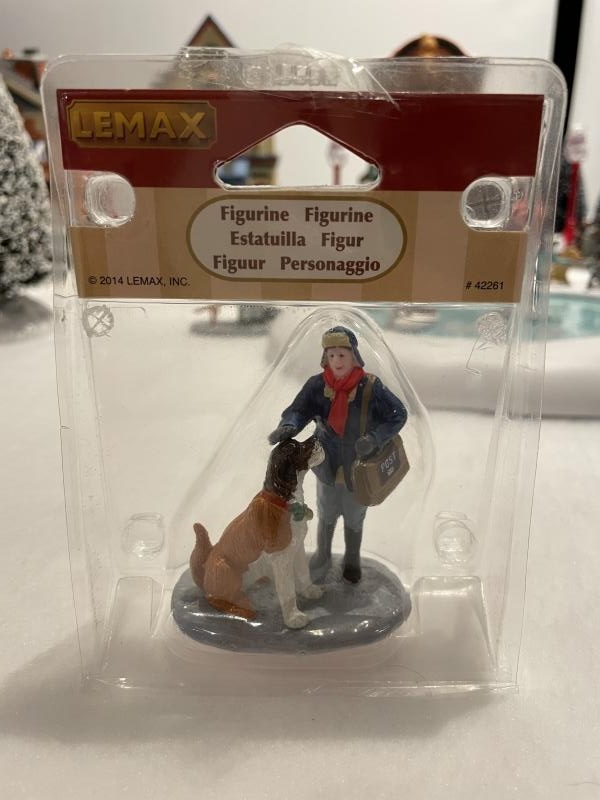 LEMAX
Figurine Figurine
Estatuilla Figur
Figuur Personaggio
© 2014 LEMAX, INC.
# 42261
POST